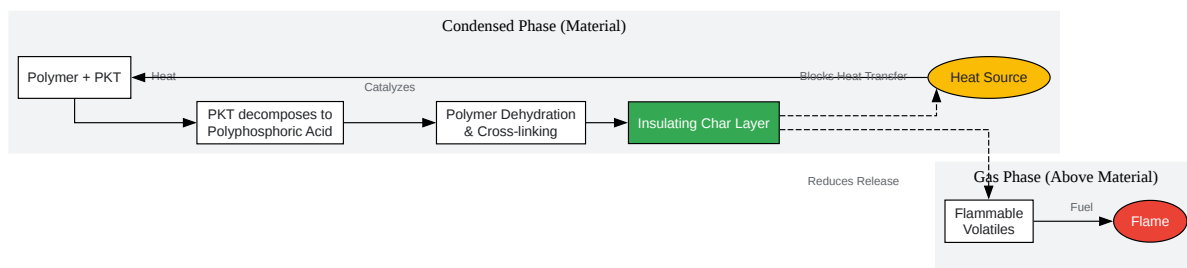 Condensed Phase (Material)
Polymer + PKT
Heat
Blocks Heat Transfer
Heat Source
Catalyzes
PKT decomposes to
Polyphosphoric Acid
Polymer Dehydration
& Cross-linking
Insulating Char Layer
Reduces Release
Gas Phase (Above Material)
Flammable
Volatiles
Fuel
Flame